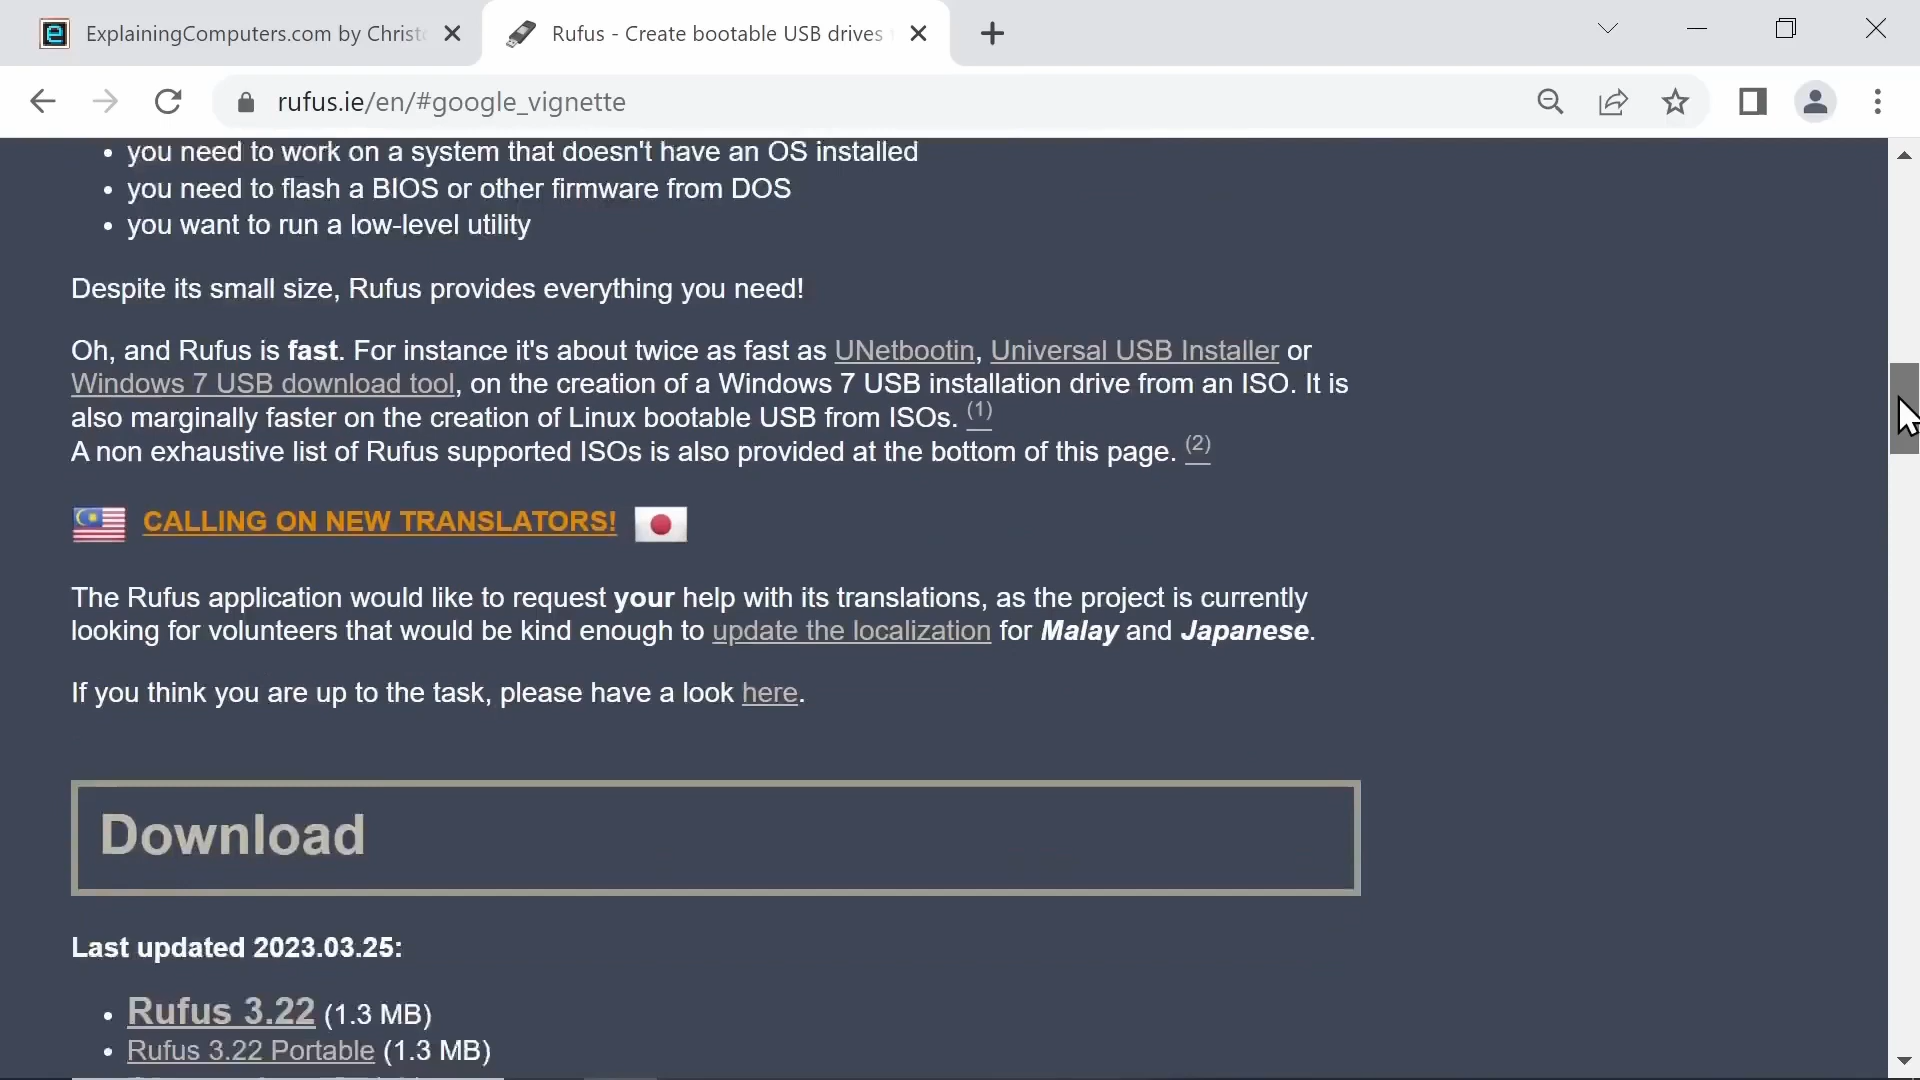 ExplainingComputers.com by Christ
Rufus - Create bootable USB drives
rufus.ie/en/#google_vignette
• you need to work on a system that doesn't have an OS installed
• you need to flash a BIOS or other firmware from DOS
• you want to run a low-level utility
Despite its small size, Rufus provides everything you need!
Oh, and Rufus is fast. For instance it's about twice as fast as UNetbootin, Universal USB Installer or
Windows 7 USB download tool, on the creation of a Windows 7 USB installation drive from an ISO. It is
also marginally faster on the creation of Linux bootable USB from ISOs. (1)
A non exhaustive list of Rufus supported ISOs is also provided at the bottom of this page. (2)
CALLING ON NEW TRANSLATORS!
The Rufus application would like to request your help with its translations, as the project is currently
looking for volunteers that would be kind enough to update the localization for Malay and Japanese.
If you think you are up to the task, please have a look here.
Download
Last updated 2023.03.25:
• Rufus 3.22 (1.3 MB)
• Rufus 3.22 Portable (1.3 MB)